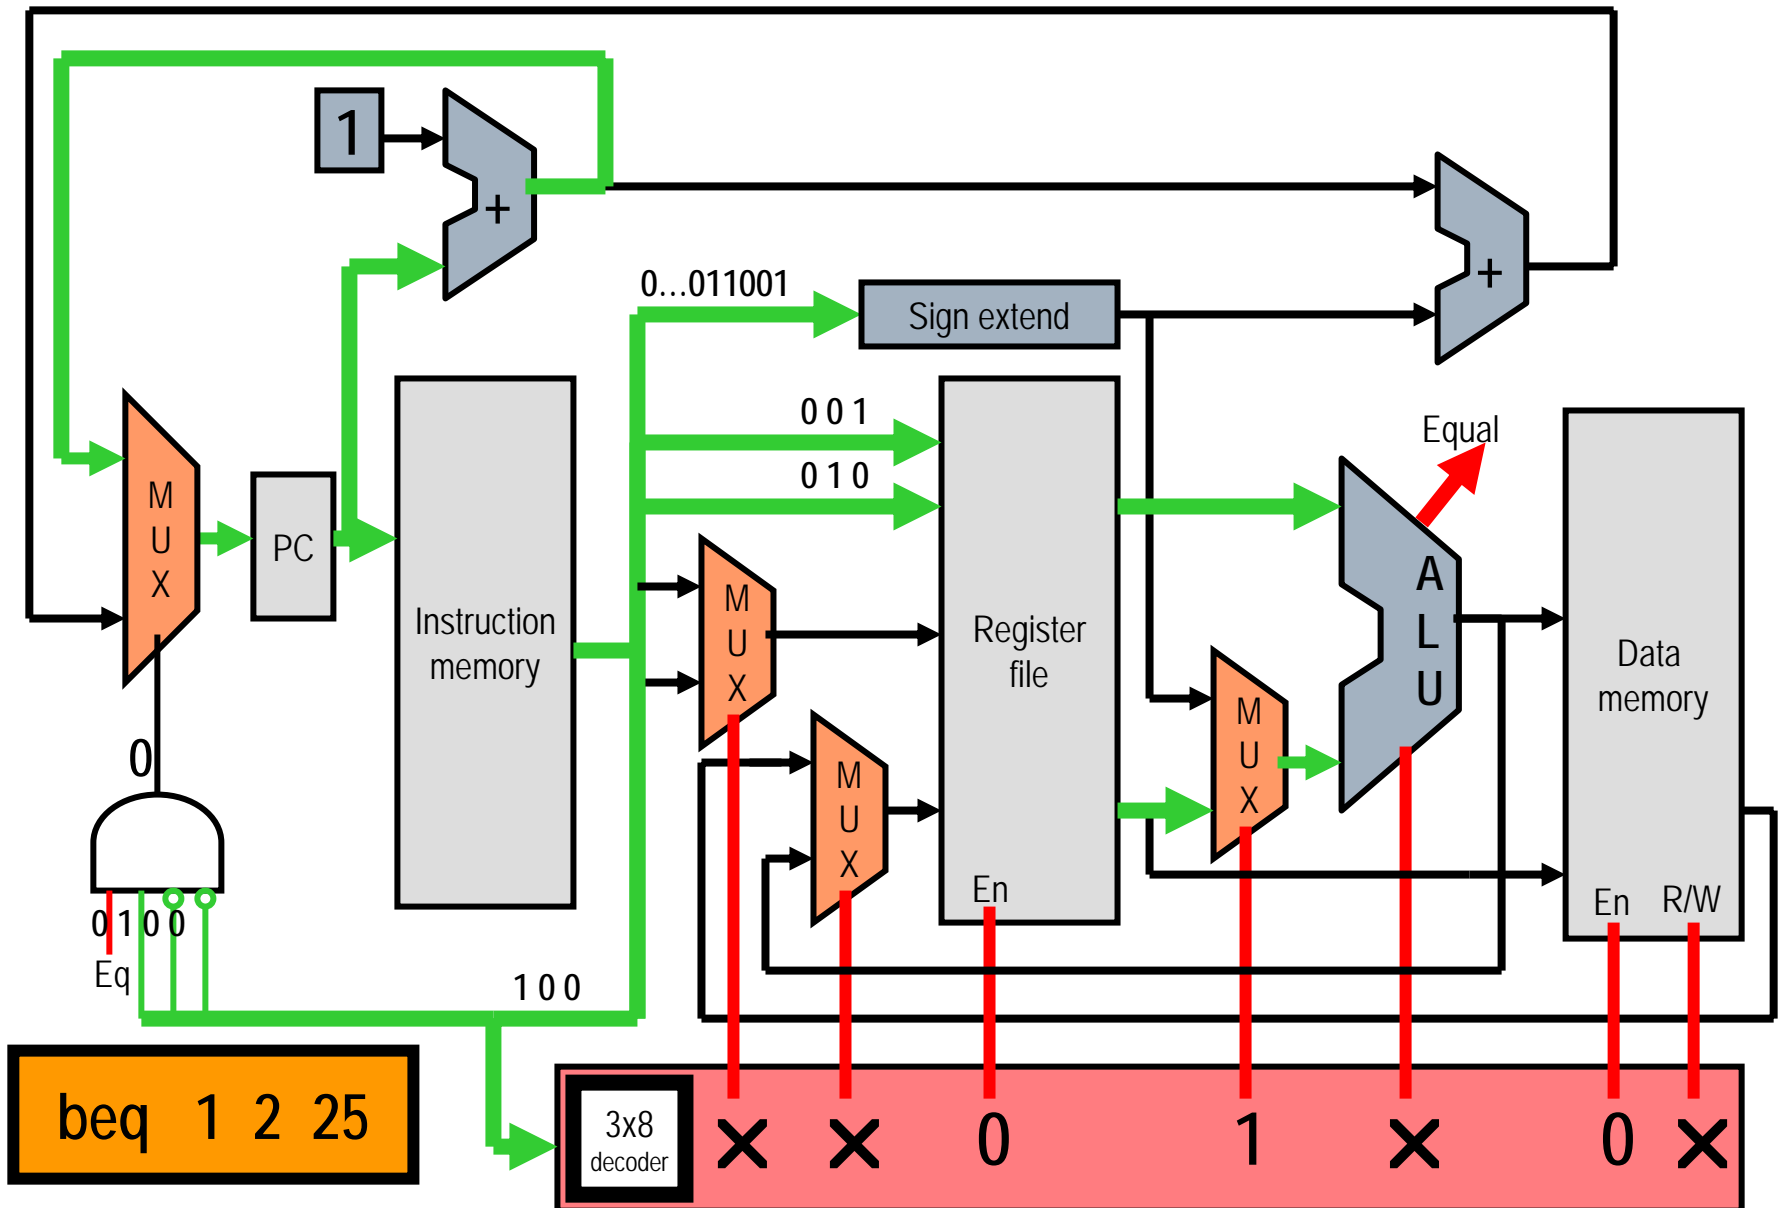 1
+
+
0...011001
Sign extend
0 0 1
0 1 0
Equal
M
U
X
PC
Instruction
memory
M
U
X
Register
file
A
L
U
Data
memory
M
U
X
M
U
X
0
En
En
R/W
0 1 0 0
Eq
1 0 0
beq 1 2 25
3x8
decoder
X X 0 1 X 0 X